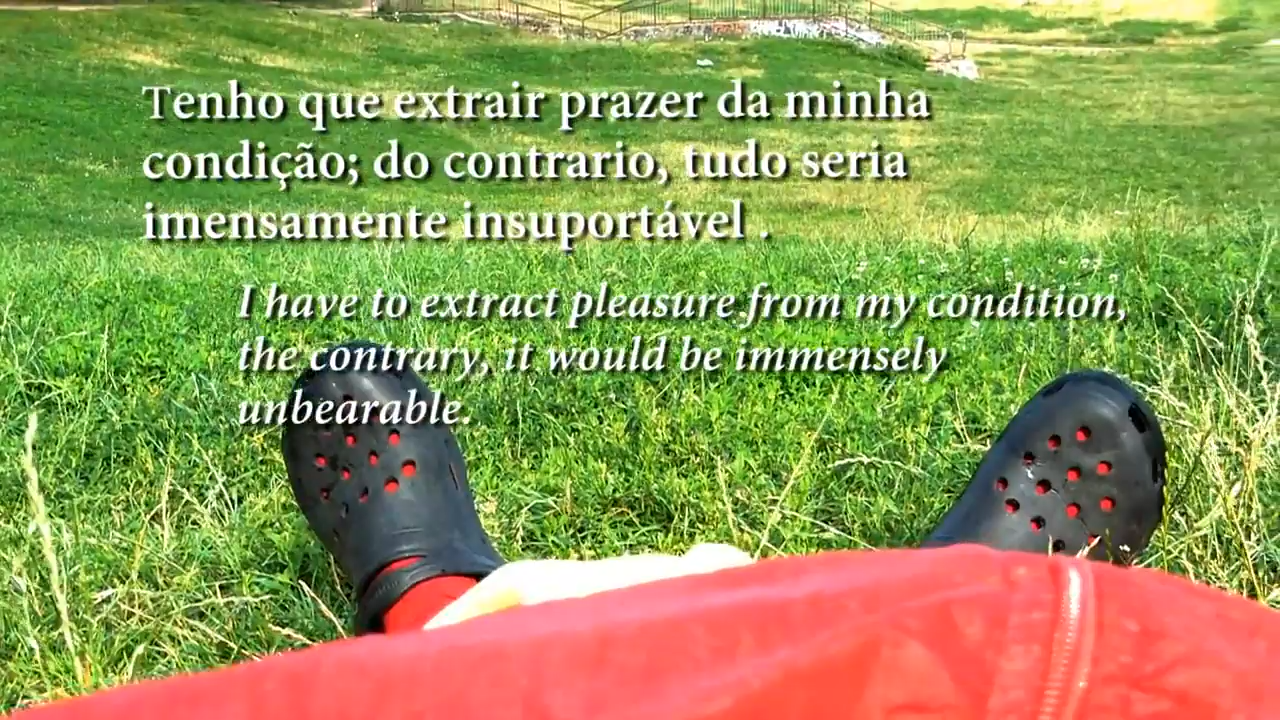 Tenho que extrair prazer da minha
condição; do contrario, tudo seria
imensamente insuportável .
I have to extract pleasure from my condition,
the contrary, it would be immensely
unbearable.